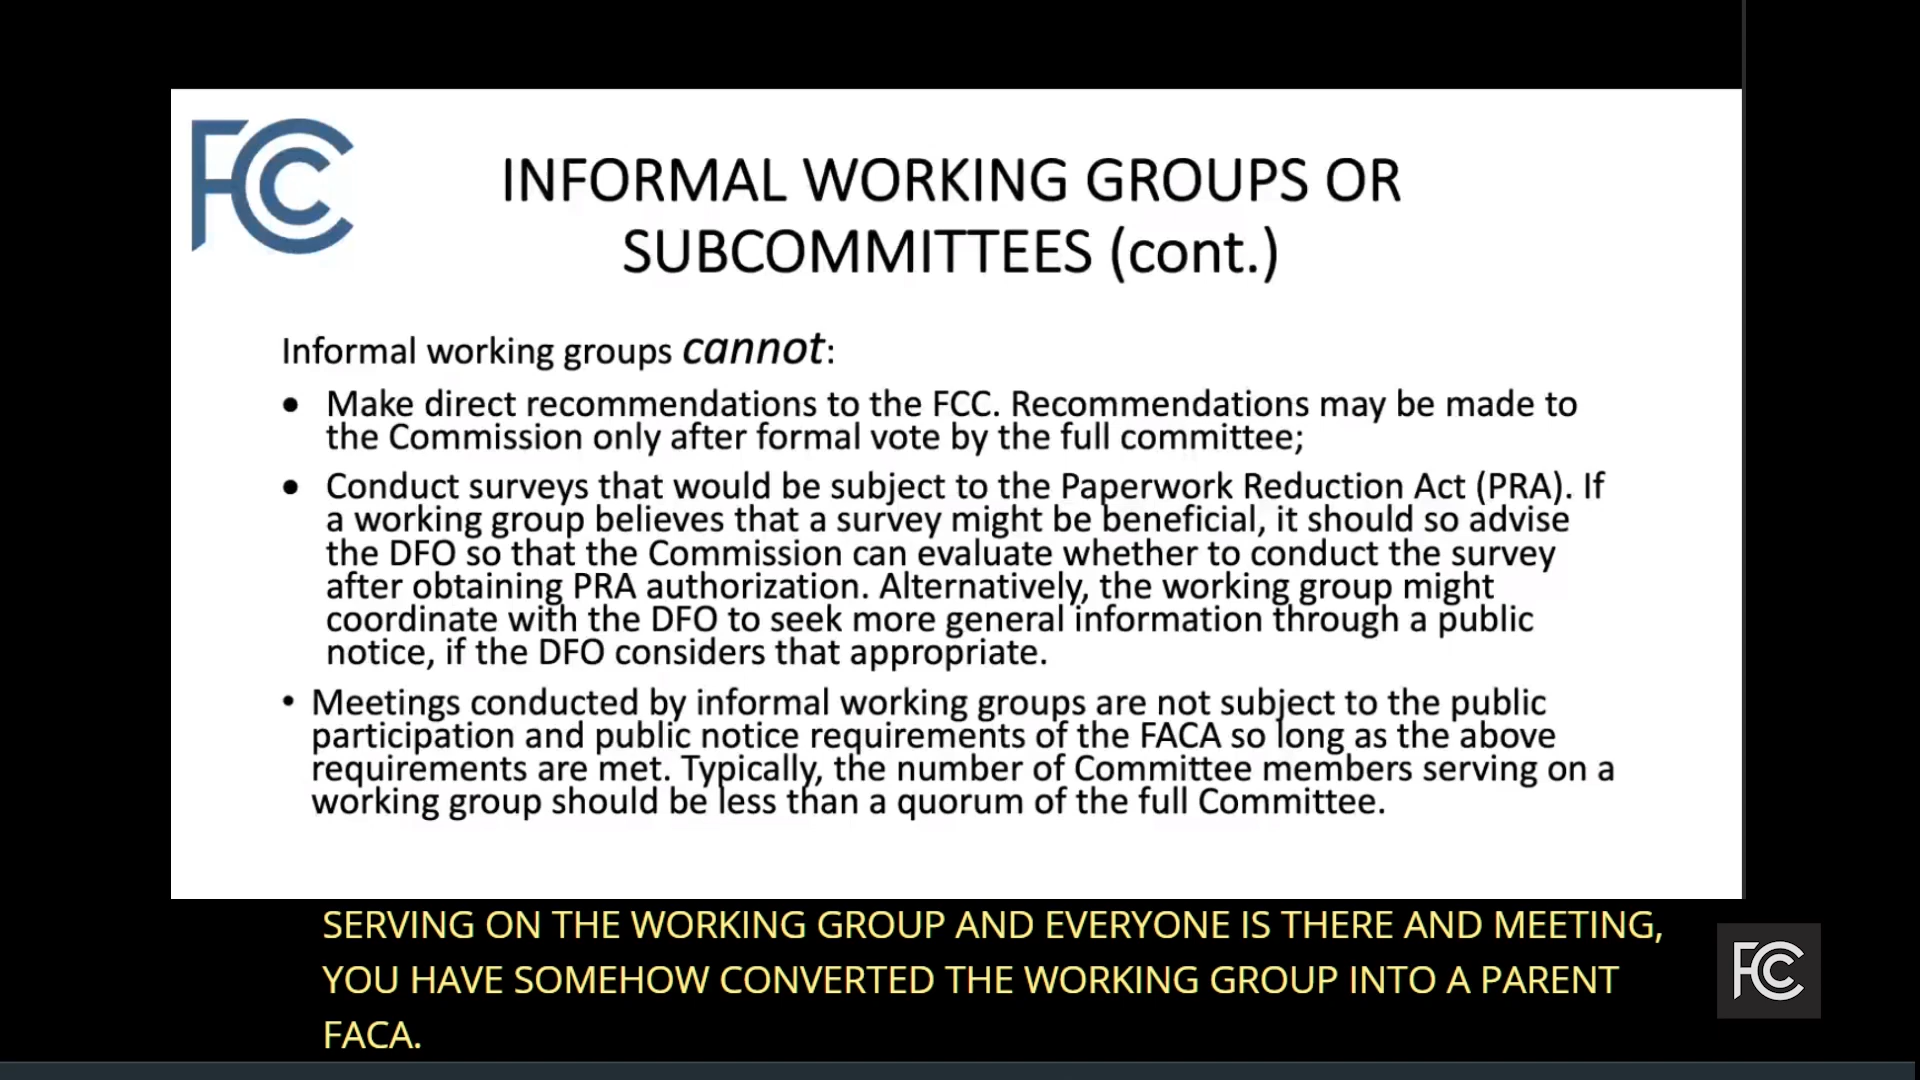 FCC
INFORMAL WORKING GROUPS OR
SUBCOMMITTEES (cont.)
Informal working groups cannot:
• Make direct recommendations to the FCC. Recommendations may be made to
the Commission only after formal vote by the full committee;
• Conduct surveys that would be subject to the Paperwork Reduction Act (PRA). If
a working group believes that a survey might be beneficial, it should so advise
the DFO so that the Commission can evaluate whether to conduct the survey
after obtaining PRA authorization. Alternatively, the working group might
coordinate with the DFO to seek more general information through a public
notice, if the DFO considers that appropriate.
• Meetings conducted by informal working groups are not subject to the public
participation and public notice requirements of the FACA so long as the above
requirements are met. Typically, the number of Committee members serving on a
working group should be less than a quorum of the full Committee.
SERVING ON THE WORKING GROUP AND EVERYONE IS THERE AND MEETING,
YOU HAVE SOMEHOW CONVERTED THE WORKING GROUP INTO A PARENT
FACA.
FCC